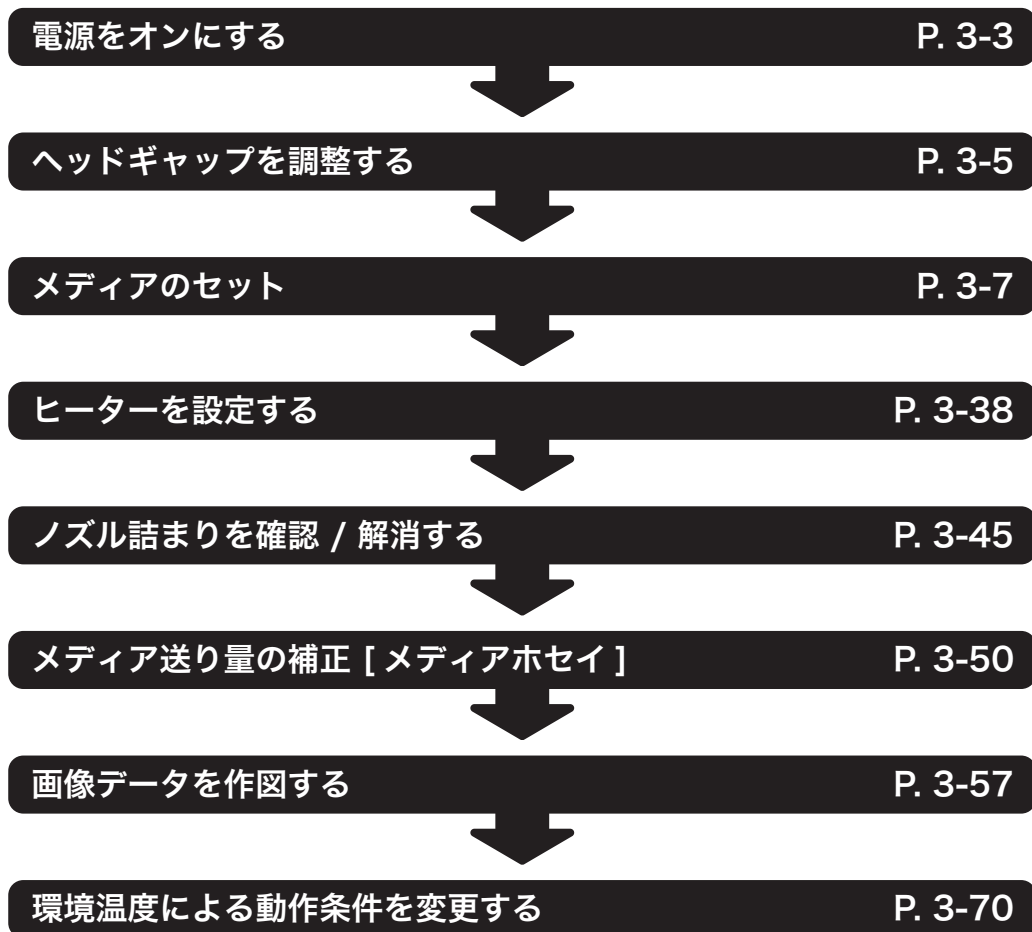 電源をオンにする P. 3-3
ヘッドギャップを調整する P. 3-5
メディアのセット P. 3-7
ヒーターを設定する P. 3-38
ノズル詰まりを確認 / 解消する P. 3-45
メディア送り量の補正 [ メディアホセイ ] P. 3-50
画像データを作図する P. 3-57
環境温度による動作条件を変更する P. 3-70